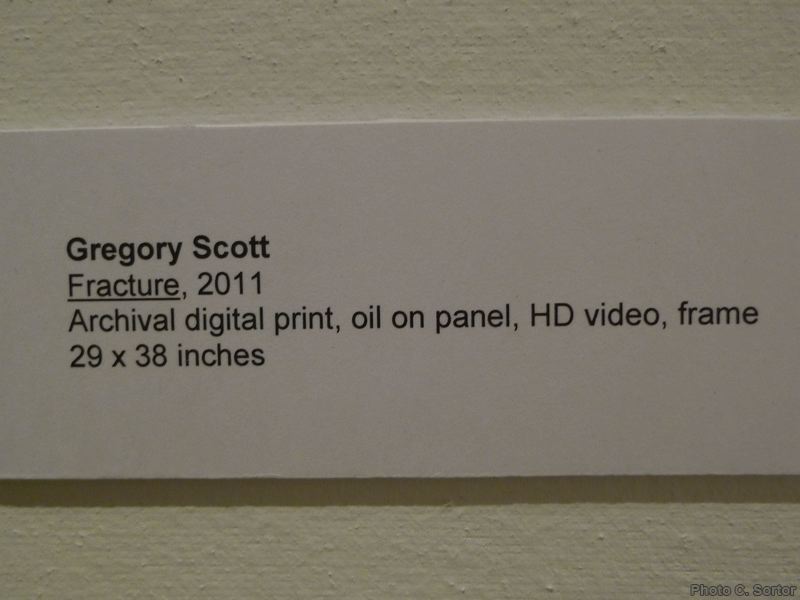 Gregory Scott
Fracture, 2011
Archival digital print, oil on panel, HD video, frame
29 x 38 inches
Photo C. Sortor